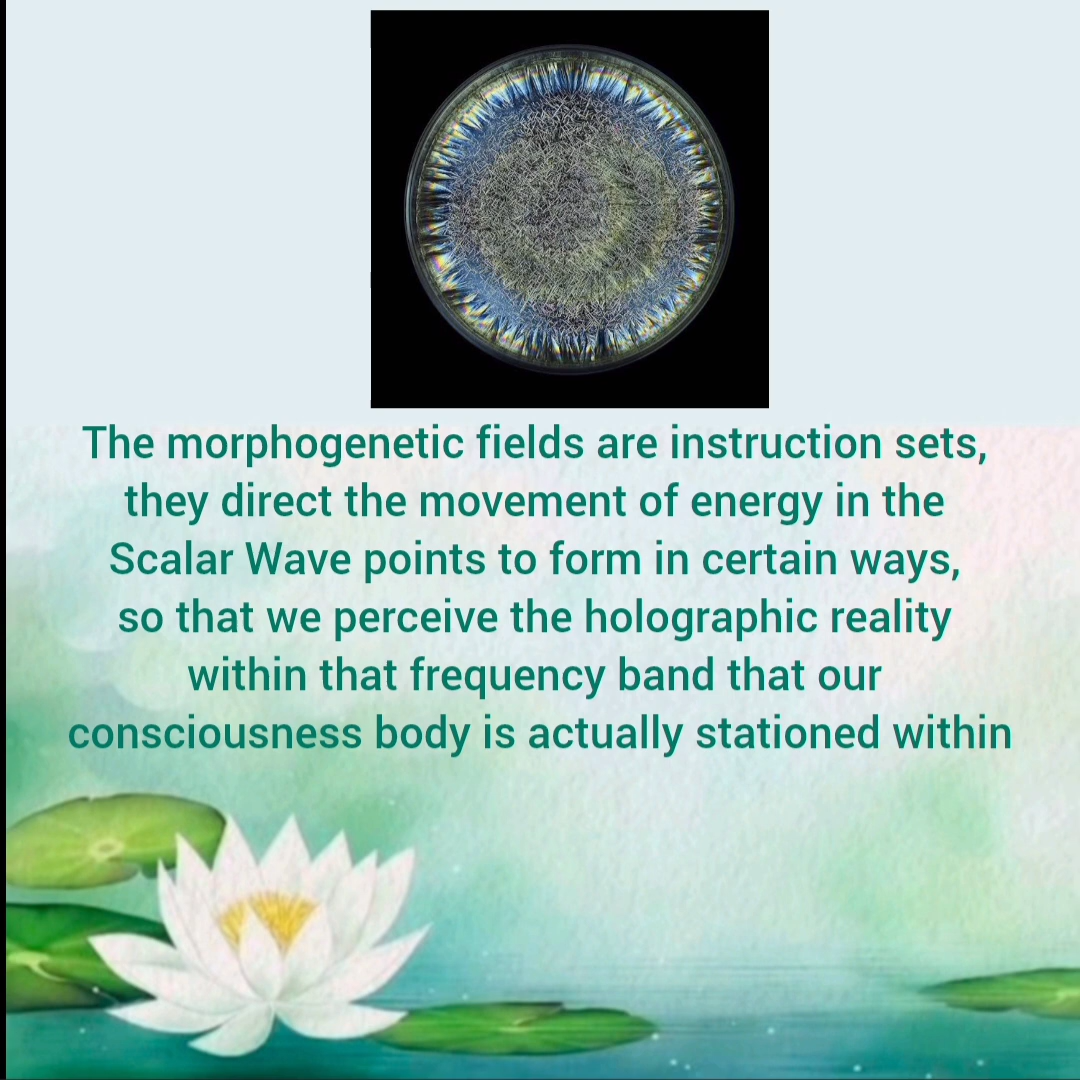 The morphogenetic fields are instruction sets,
they direct the movement of energy in the
Scalar Wave points to form in certain ways,
so that we perceive the holographic reality
within that frequency band that our
consciousness body is actually stationed within